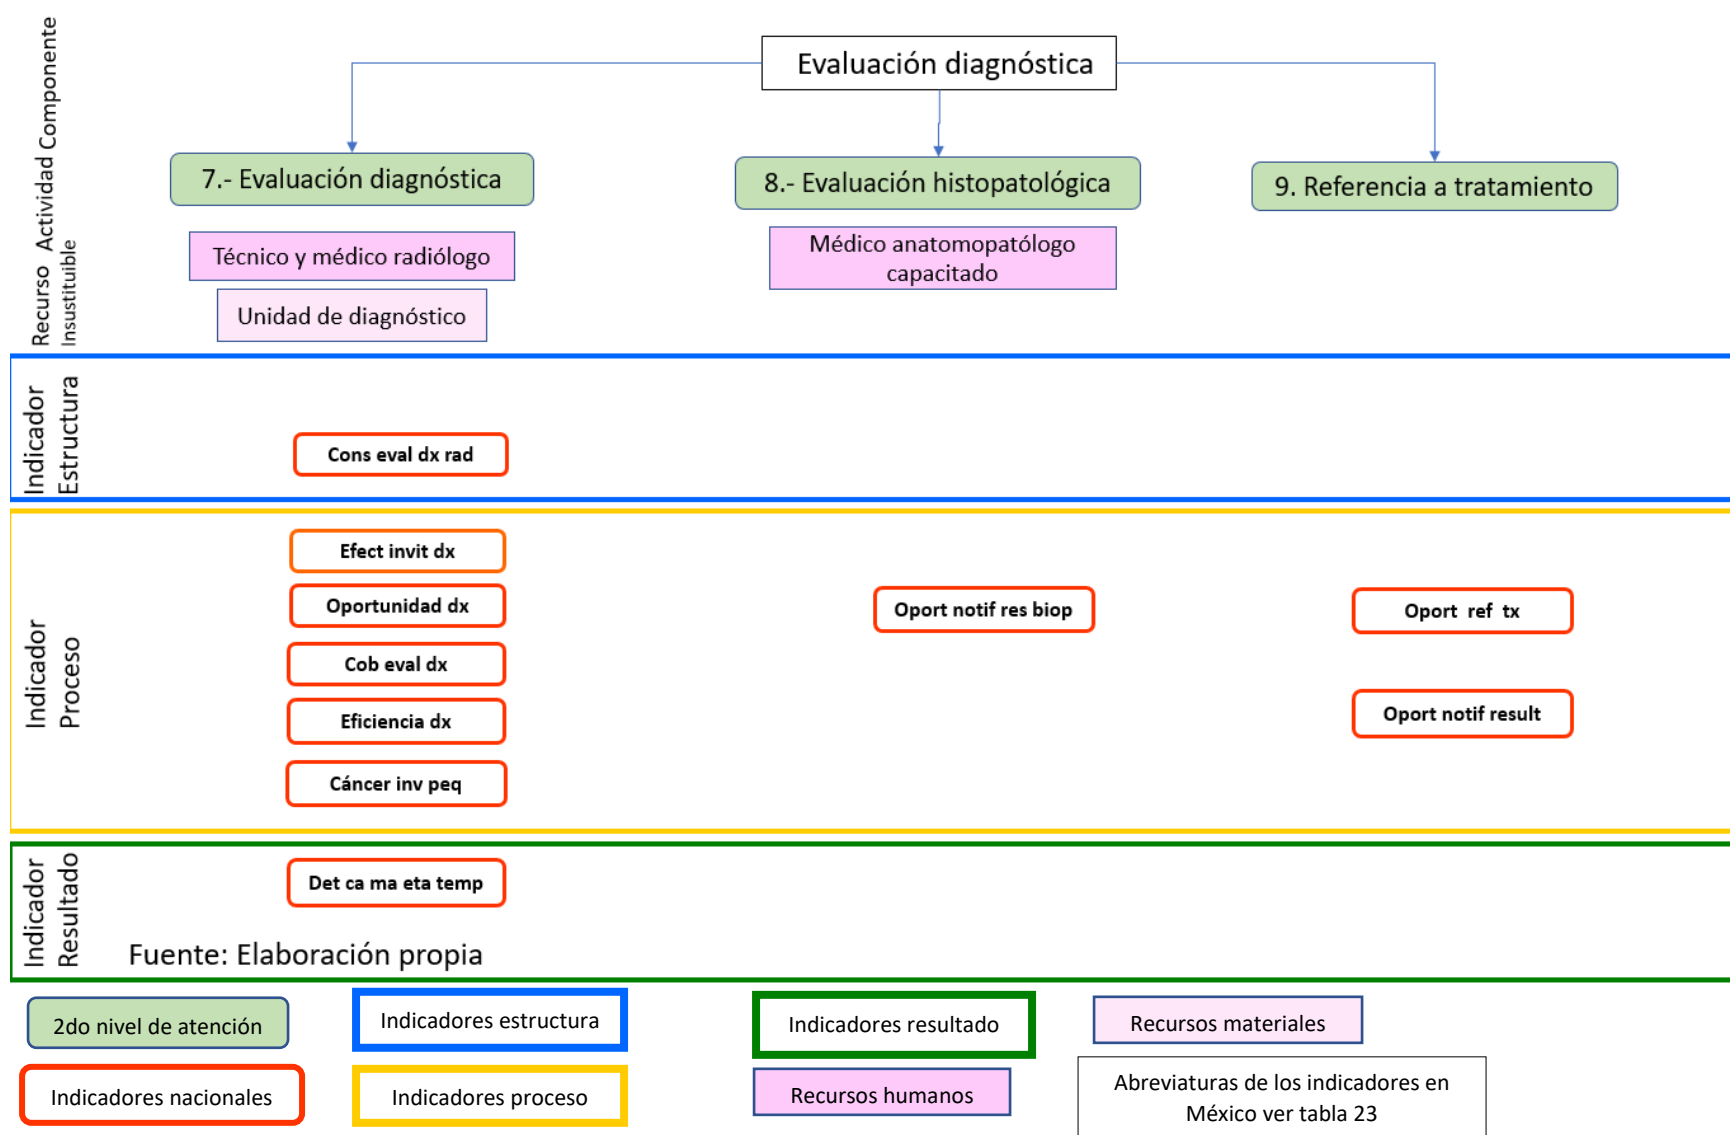 Evaluación diagnóstica
Componente
Actividad
7.- Evaluación diagnóstica
8.- Evaluación histopatológica
9. Referencia a tratamiento
Recurso
Insustituible
Técnico y médico radiólogo
Médico anatomopatólogo
capacitado
Unidad de diagnóstico
Indicador
Estructura
Cons eval dx rad
Indicador
Proceso
Efect invit dx
Oportunidad dx
Oport notif res biop
Oport ref tx
Cob eval dx
Eficiencia dx
Oport notif result
Cáncer inv peq
Indicador
Resultado
Det ca ma eta temp
Fuente: Elaboración propia
2do nivel de atención
Indicadores estructura
Indicadores resultado
Recursos materiales
Indicadores nacionales
Indicadores proceso
Recursos humanos
Abreviaturas de los indicadores en
México ver tabla 23